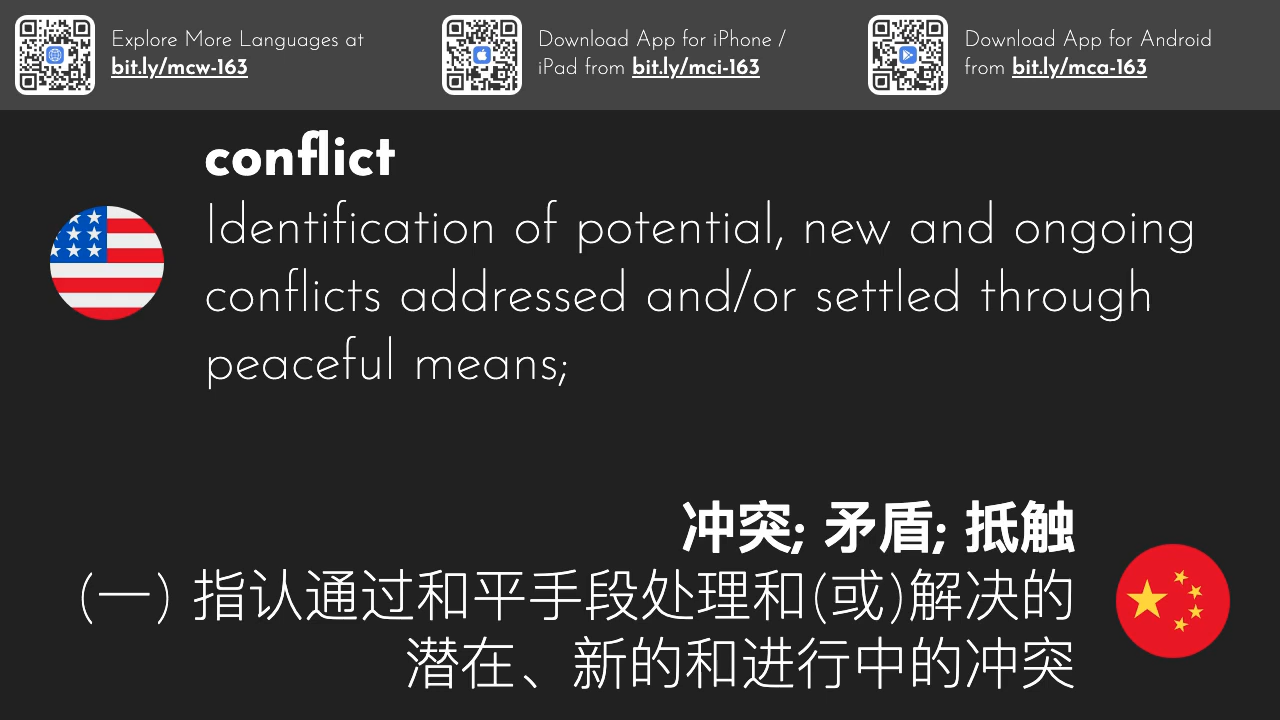 Explore More Languages at
bit.ly/mcw-163
Download App for iPhone /
iPad from bit.ly/mci-163
Download App for Android
from bit.ly/mca-163
conflict
Identification of potential, new and ongoing
conflicts addressed and/or settled through
peaceful means;
冲突; 矛盾; 抵触
(一) 指认通过和平手段处理和(或)解决的
潜在、新的和进行中的冲突